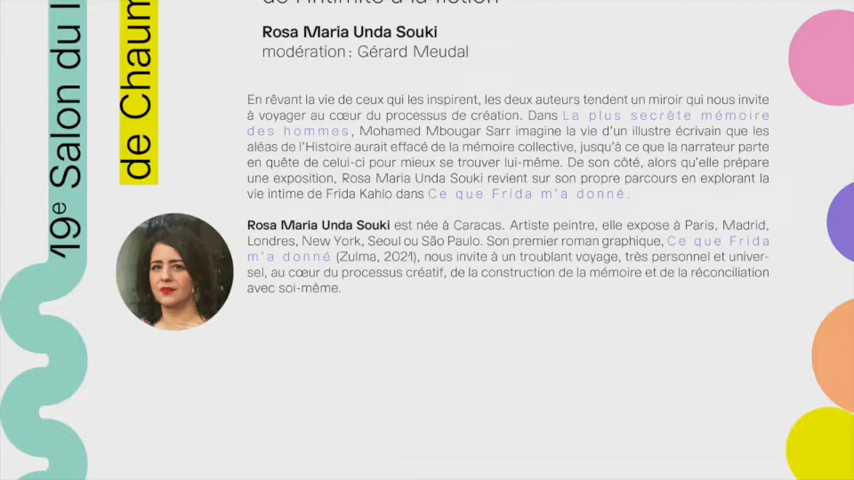 de l'intimité à la fiction
Rosa Maria Unda Souki
modération : Gérard Meudal
En rêvant la vie de ceux qui les inspirent, les deux auteurs tendent un miroir qui nous invite
à voyager au cœur du processus de création. Dans La plus secrète mémoire
des hommes, Mohamed Mbougar Sarr imagine la vie d'un illustre écrivain que les
aléas de l'Histoire aurait effacé de la mémoire collective, jusqu'à ce que la narrateur parte
en quête de celui-ci pour mieux se trouver lui-même. De son côté, alors qu'elle prépare
une exposition, Rosa Maria Unda Souki revient sur son propre parcours en explorant la
vie intime de Frida Kahlo dans Ce que Frida m'a donné.
Rosa Maria Unda Souki est née à Caracas. Artiste peintre, elle expose à Paris, Madrid,
Londres, New York, Seoul ou São Paulo. Son premier roman graphique, Ce que Frida
m'a donné (Zulma, 2021), nous invite à un troublant voyage, très personnel et univer-
sel, au cœur du processus créatif, de la construction de la mémoire et de la réconciliation
avec soi-même.
19e Salon du l
de Chaum